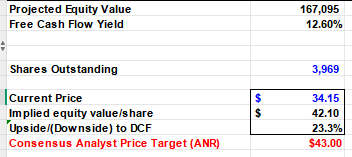 Projected Equity Value 167,095
Free Cash Flow Yield 12.60%
Shares Outstanding 3,969
Current Price $ 34.15
Implied equity value/share $ 42.10
Upside/(Downside) to DCF 23.3%
Consensus Analyst Price Target (ANR) $43.00